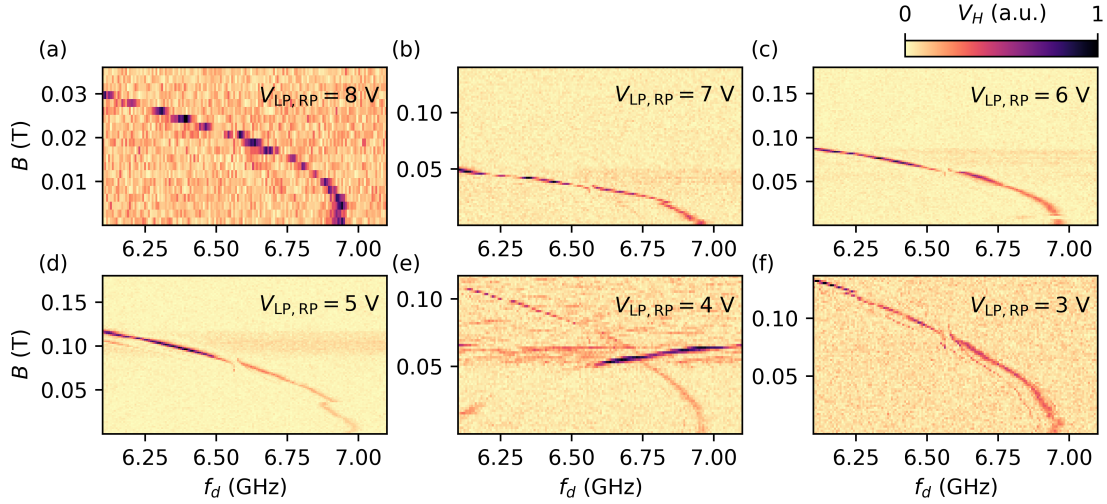 0 V_H (a.u.) 1
(a) (b) (c)
V_LP, RP = 8 V V_LP, RP = 7 V V_LP, RP = 6 V
B (T) 0.03 0.02 0.01
0.10 0.05
0.15 0.10 0.05
6.25 6.50 6.75 7.00 6.25 6.50 6.75 7.00 6.25 6.50 6.75 7.00
(d) (e) (f)
V_LP, RP = 5 V V_LP, RP = 4 V V_LP, RP = 3 V
B (T) 0.15 0.10 0.05
0.10 0.05
0.10 0.05
6.25 6.50 6.75 7.00 6.25 6.50 6.75 7.00 6.25 6.50 6.75 7.00
f_d (GHz) f_d (GHz) f_d (GHz)